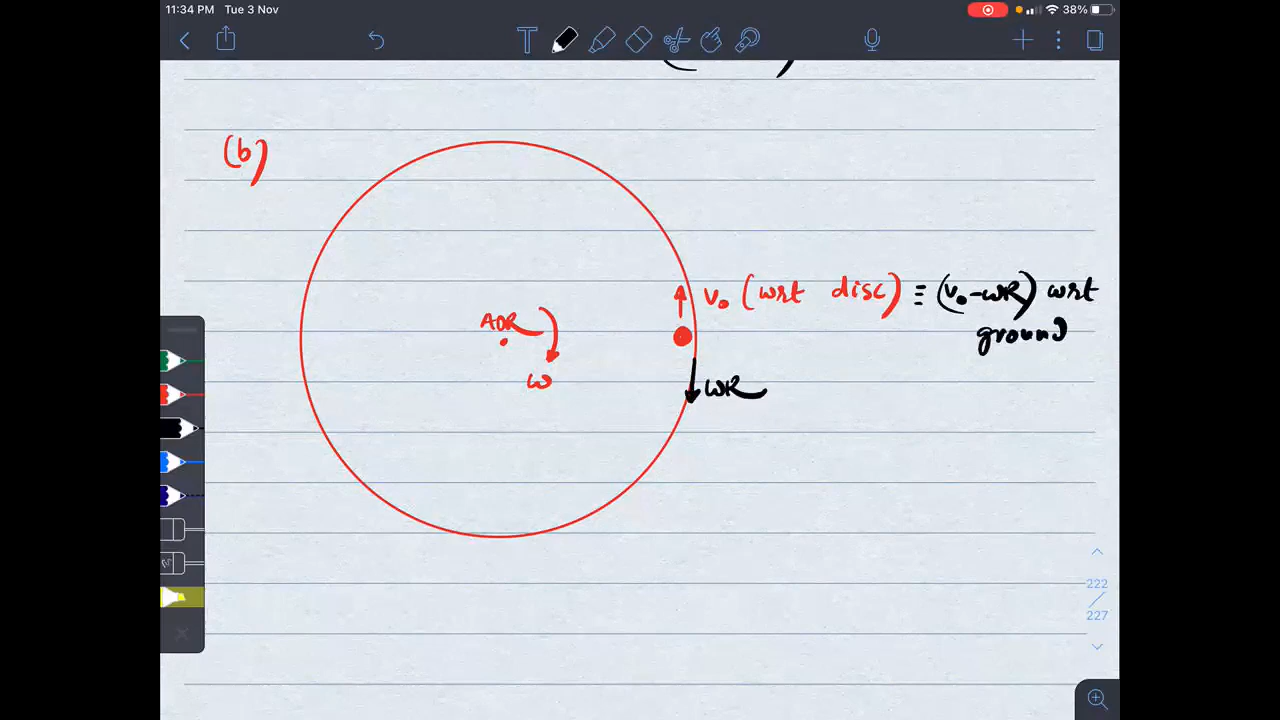 11:34 PM Tue 3 Nov
38%
T
(b)
v₀ (wrt disc) ≡ (v₀-ωR) wrt
ground
AOR
ω
ωR
222
227